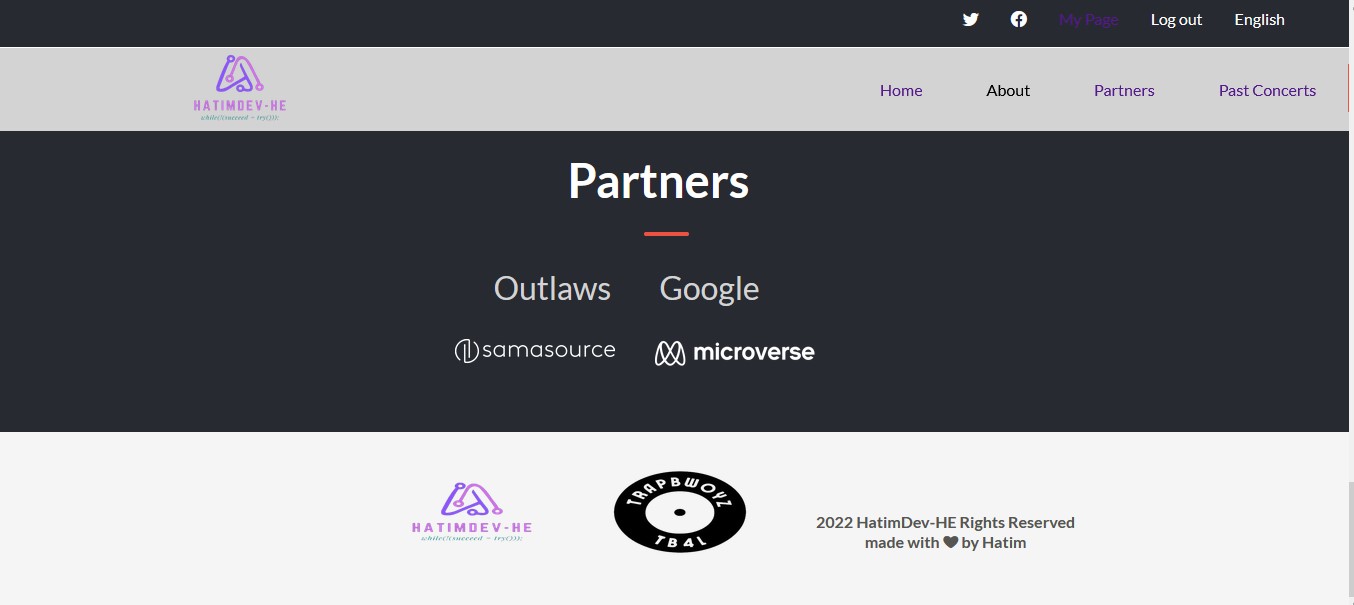 My Page Log out English
HATIMDEV-HE
while(!(succeed = try()));
Home About Partners Past Concerts
Partners
Outlaws Google
samasource microverse
HATIMDEV-HE
while(!(succeed = try()));
TRAPBWOYZ
TB4L
2022 HatimDev-HE Rights Reserved
made with ♥ by Hatim